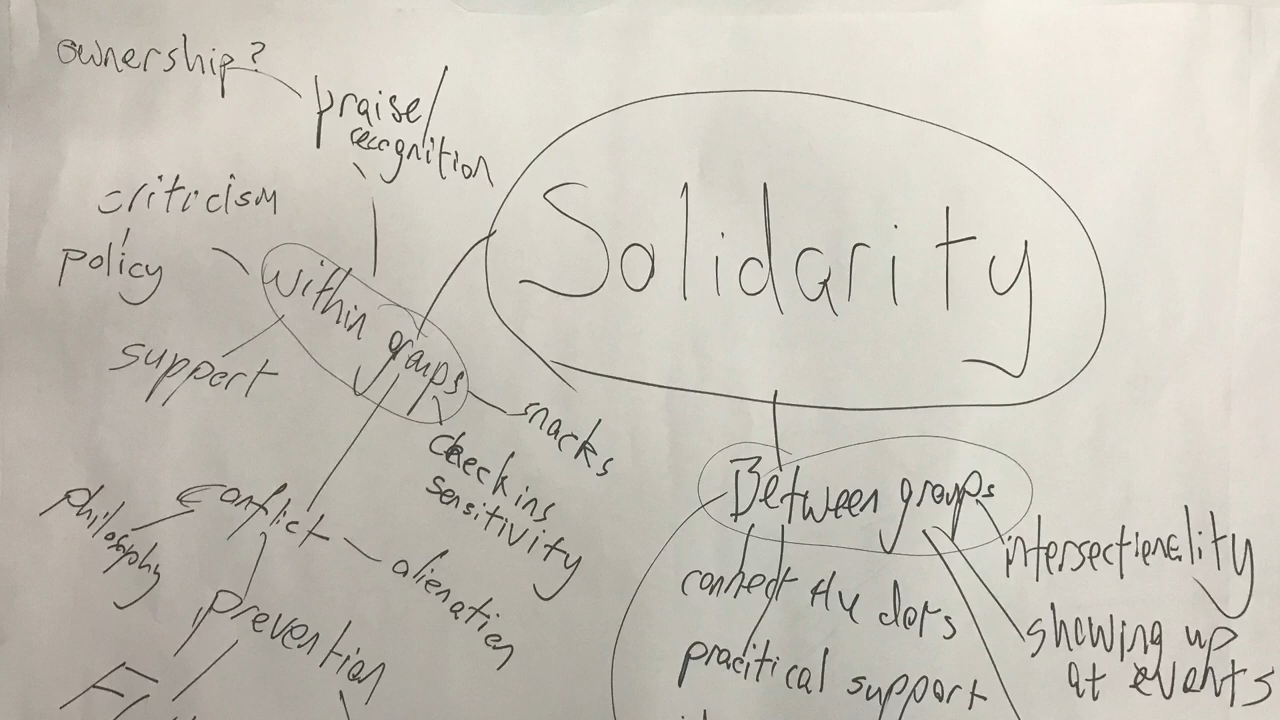 ownership?
praise/
recognition
criticism
policy
support
Solidarity
within groups
snacks
check ins
sensitivity
conflict
philosophy
alienation
prevention
Between groups
intersectionality
connect the dots
showing up
at events
practical support